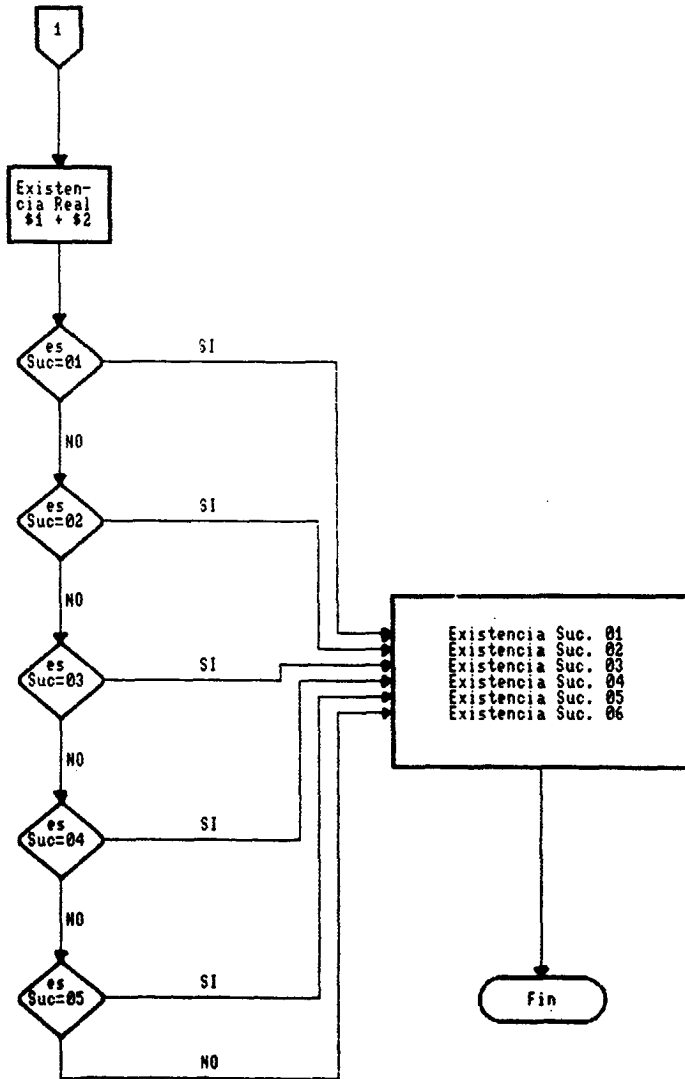 1
Existen-
cia Real
$1 + $2
es
Suc=01
SI
NO
es
Suc=02
SI
NO
es
Suc=03
SI
NO
es
Suc=04
SI
NO
es
Suc=05
SI
NO
Existencia Suc. 01
Existencia Suc. 02
Existencia Suc. 03
Existencia Suc. 04
Existencia Suc. 05
Existencia Suc. 06
Fin